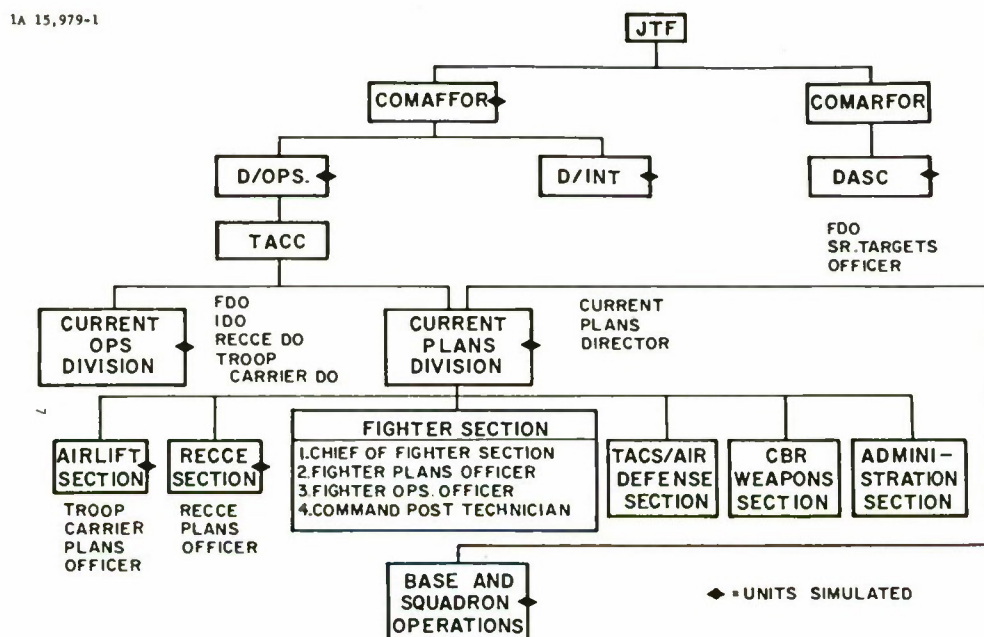 1A 15,979-1
JTF
COMAFFOR
COMARFOR
D/OPS.
D/INT
DASC
TACC
FDO
SR. TARGETS
OFFICER
CURRENT
OPS
DIVISION
FDO
IDO
RECCE DO
TROOP
CARRIER DO
CURRENT
PLANS
DIVISION
CURRENT
PLANS
DIRECTOR
AIRLIFT
SECTION
TROOP
CARRIER
PLANS
OFFICER
RECCE
SECTION
RECCE
PLANS
OFFICER
FIGHTER SECTION
1.CHIEF OF FIGHTER SECTION
2.FIGHTER PLANS OFFICER
3.FIGHTER OPS. OFFICER
4.COMMAND POST TECHNICIAN
TACS/AIR
DEFENSE
SECTION
CBR
WEAPONS
SECTION
ADMINI-
STRATION
SECTION
BASE AND
SQUADRON
OPERATIONS
◆ = UNITS SIMULATED